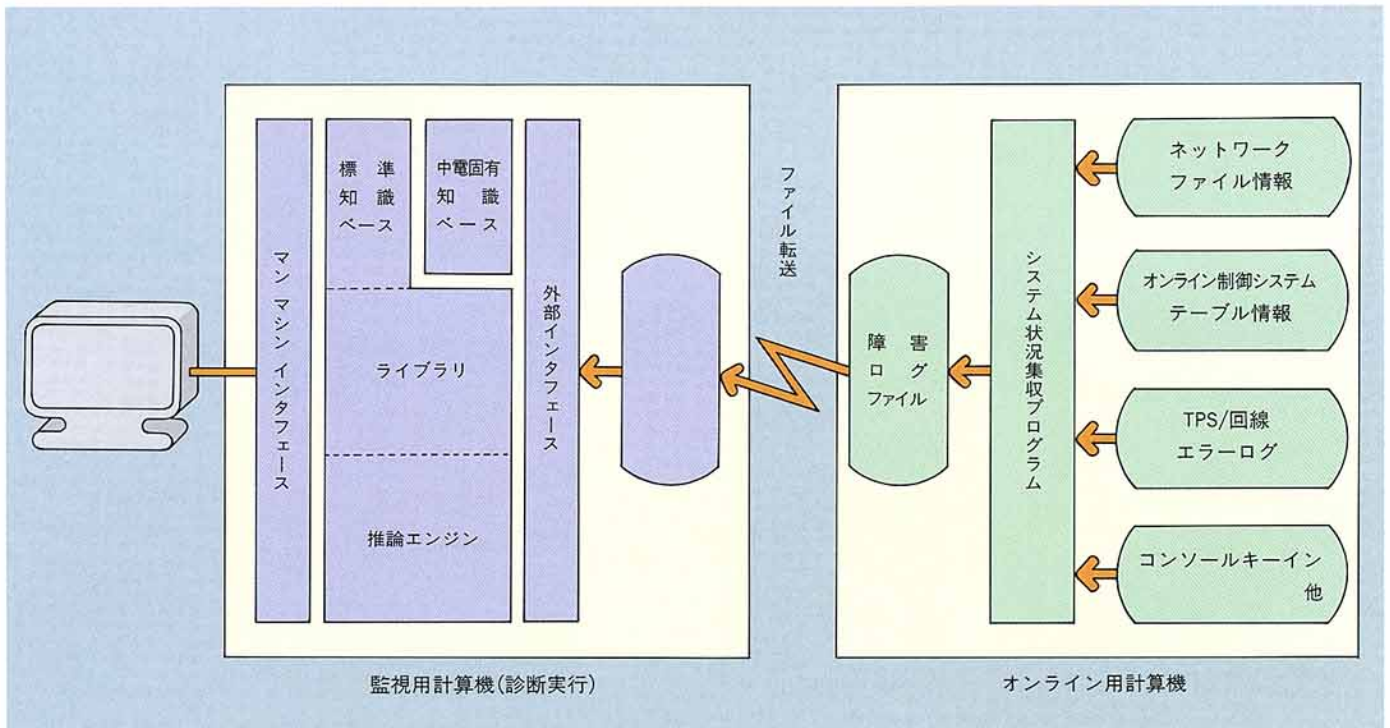 標準
知識
ベース
中電固有
知識
ベース
マン マシン インタフェース
ライブラリ
推論エンジン
外部インタフェース
監視用計算機(診断実行)
ファイル転送
障害
ログ
ファイル
システム状況集収プログラム
ネットワーク
ファイル情報
オンライン制御システム
テーブル情報
TPS/回線
エラーログ
コンソールキーイン
他
オンライン用計算機